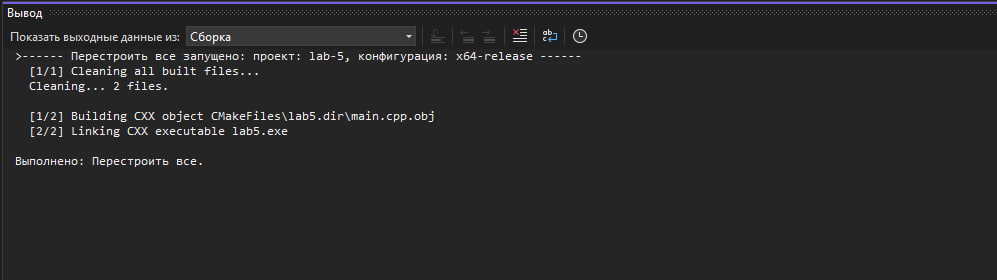 Вывод
Показать выходные данные из: Сборка
>------ Перестроить все запущено: проект: lab-5, конфигурация: x64-release ------
[1/1] Cleaning all built files...
Cleaning... 2 files.
[1/2] Building CXX object CMakeFiles\lab5.dir\main.cpp.obj
[2/2] Linking CXX executable lab5.exe
Выполнено: Перестроить все.